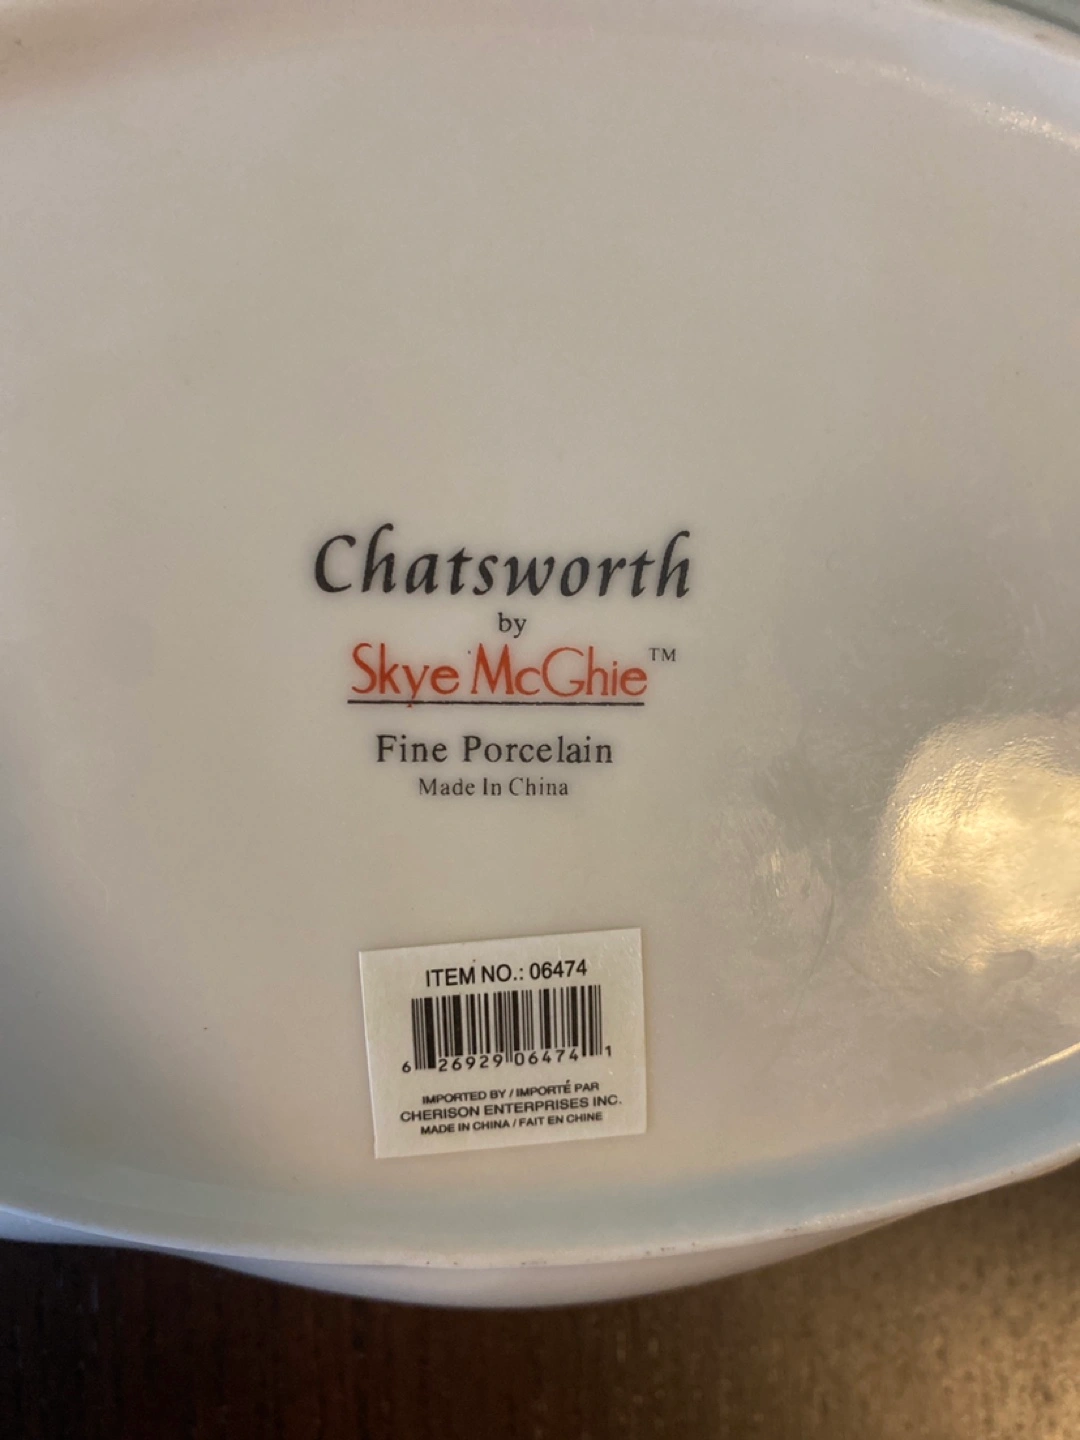 Chatsworth
by
Skye McGhie™
Fine Porcelain
Made In China
ITEM NO.: 06474
6 26929 06474 1
IMPORTED BY / IMPORTÉ PAR
CHERISON ENTERPRISES INC.
MADE IN CHINA / FAIT EN CHINE